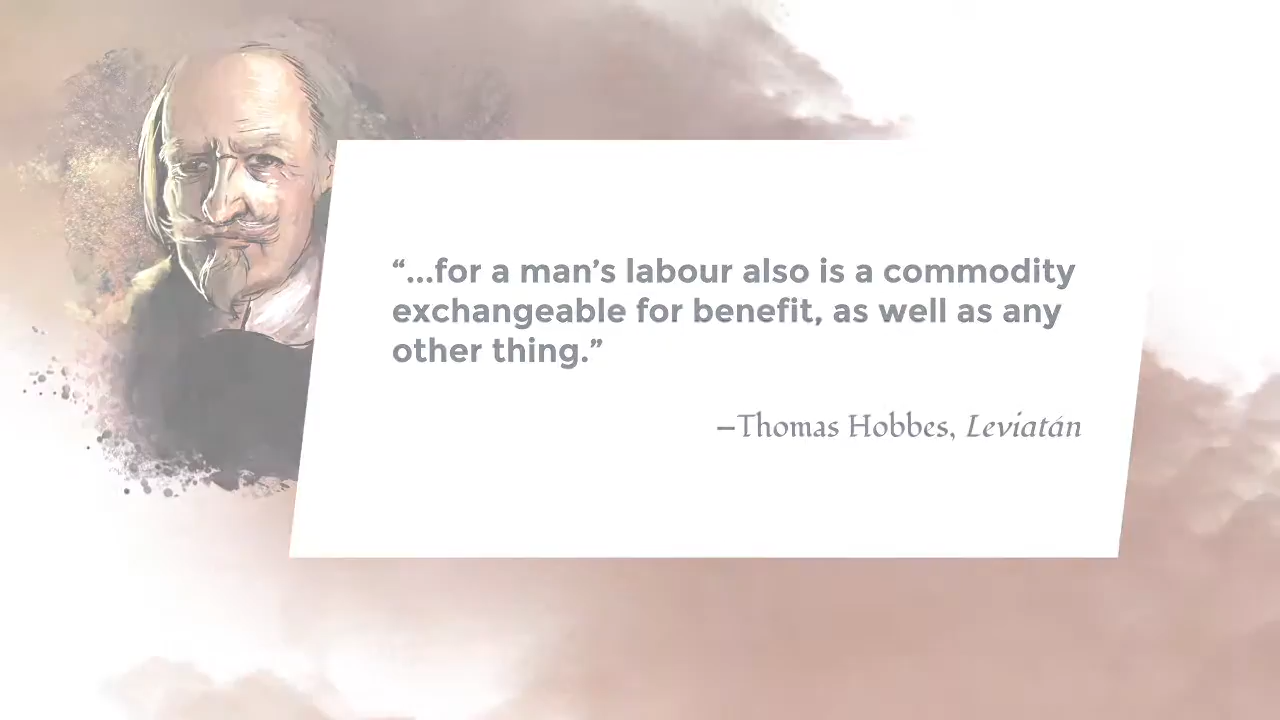 “...for a man’s labour also is a commodity
exchangeable for benefit, as well as any
other thing.”
–Thomas Hobbes, Leviatán